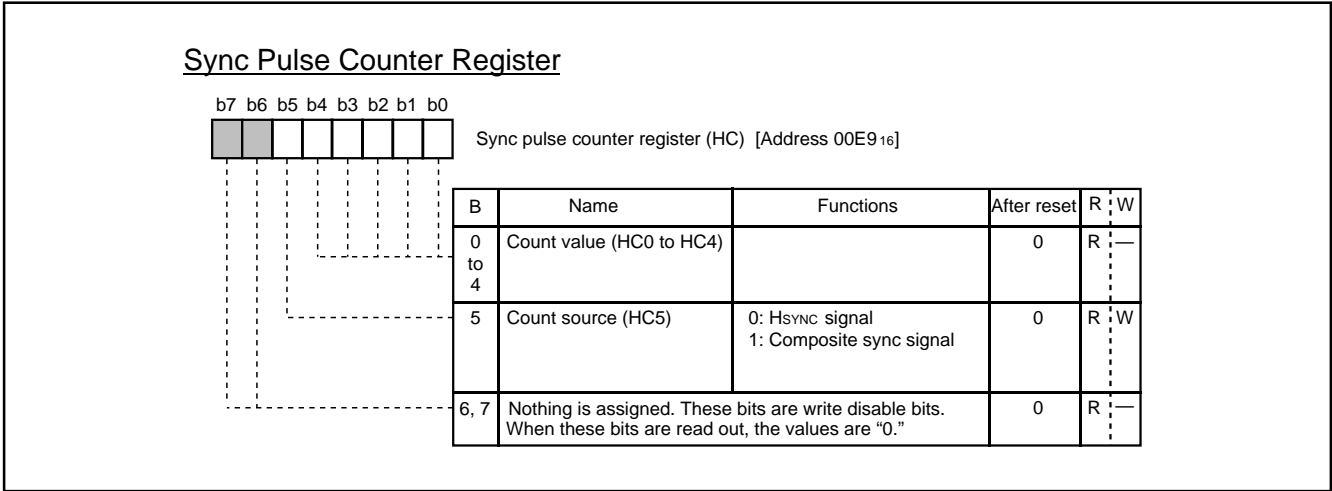 Sync Pulse Counter Register
b7 b6 b5 b4 b3 b2 b1 b0
Sync pulse counter register (HC) [Address 00E916]
B Name Functions After reset R W
0 to 4 Count value (HC0 to HC4) 0 R —
5 Count source (HC5) 0: HSYNC signal 0 R W
1: Composite sync signal
6, 7 Nothing is assigned. These bits are write disable bits. 0 R —
When these bits are read out, the values are “0.”